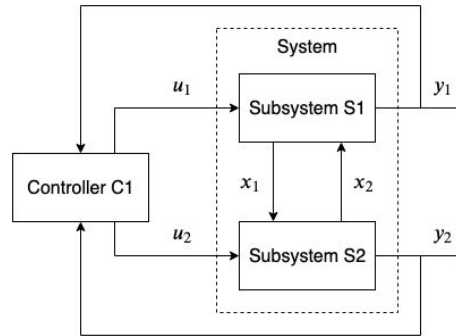 System
u₁
Subsystem S1
y₁
Controller C1
x₁
x₂
u₂
Subsystem S2
y₂